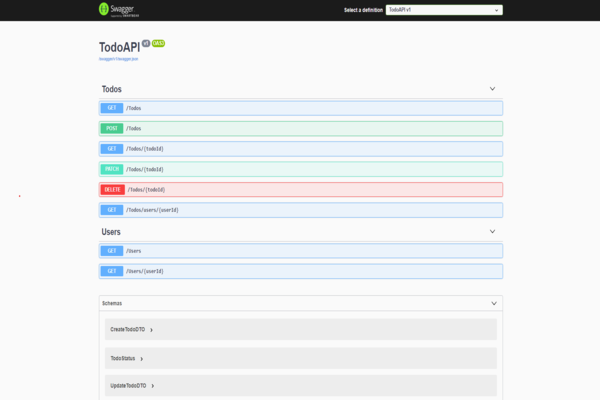 Swagger
Supported by SMARTBEAR
Select a definition
TodoAPI v1
TodoAPI v1 OAS3
/swagger/v1/swagger.json
Todos
GET /Todos
POST /Todos
GET /Todos/{todoId}
PATCH /Todos/{todoId}
DELETE /Todos/{todoId}
GET /Todos/users/{userId}
Users
GET /Users
GET /Users/{userId}
Schemas
CreateTodoDTO
TodoStatus
UpdateTodoDTO